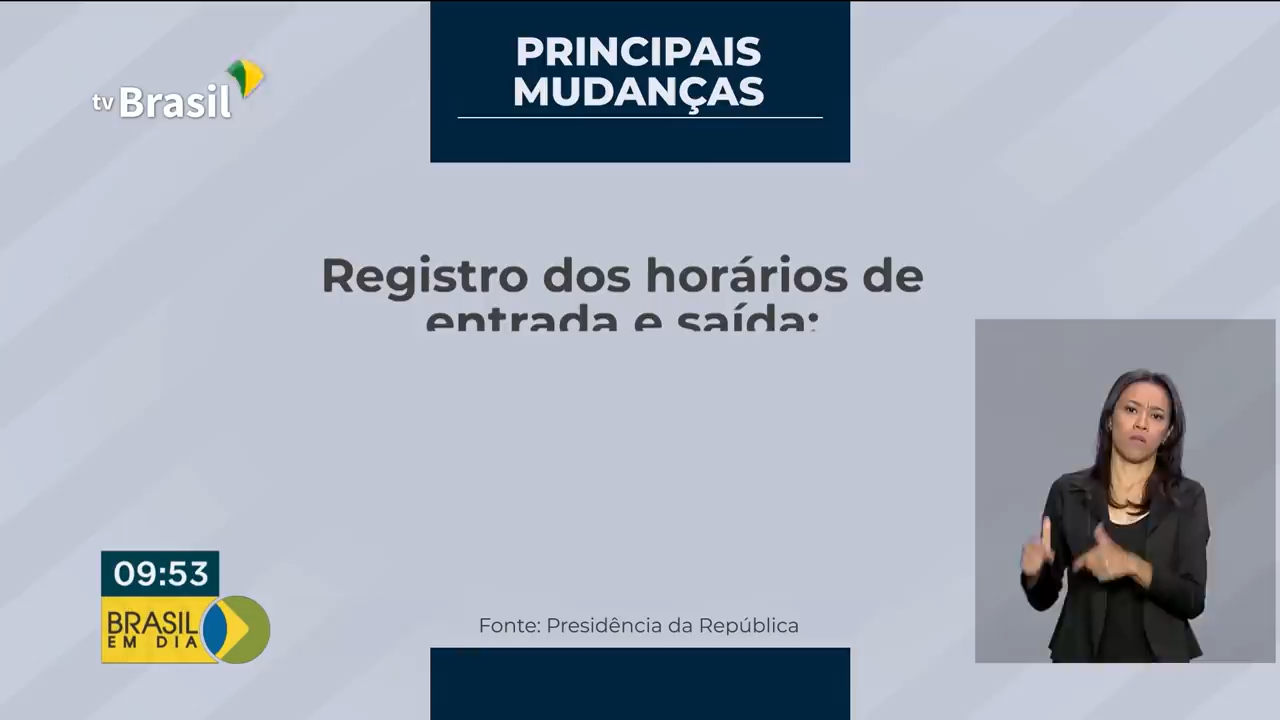 PRINCIPAIS
MUDANÇAS
tv Brasil
Registro dos horários de
entrada e saída;
09:53
BRASIL
EM DIA
Fonte: Presidência da República